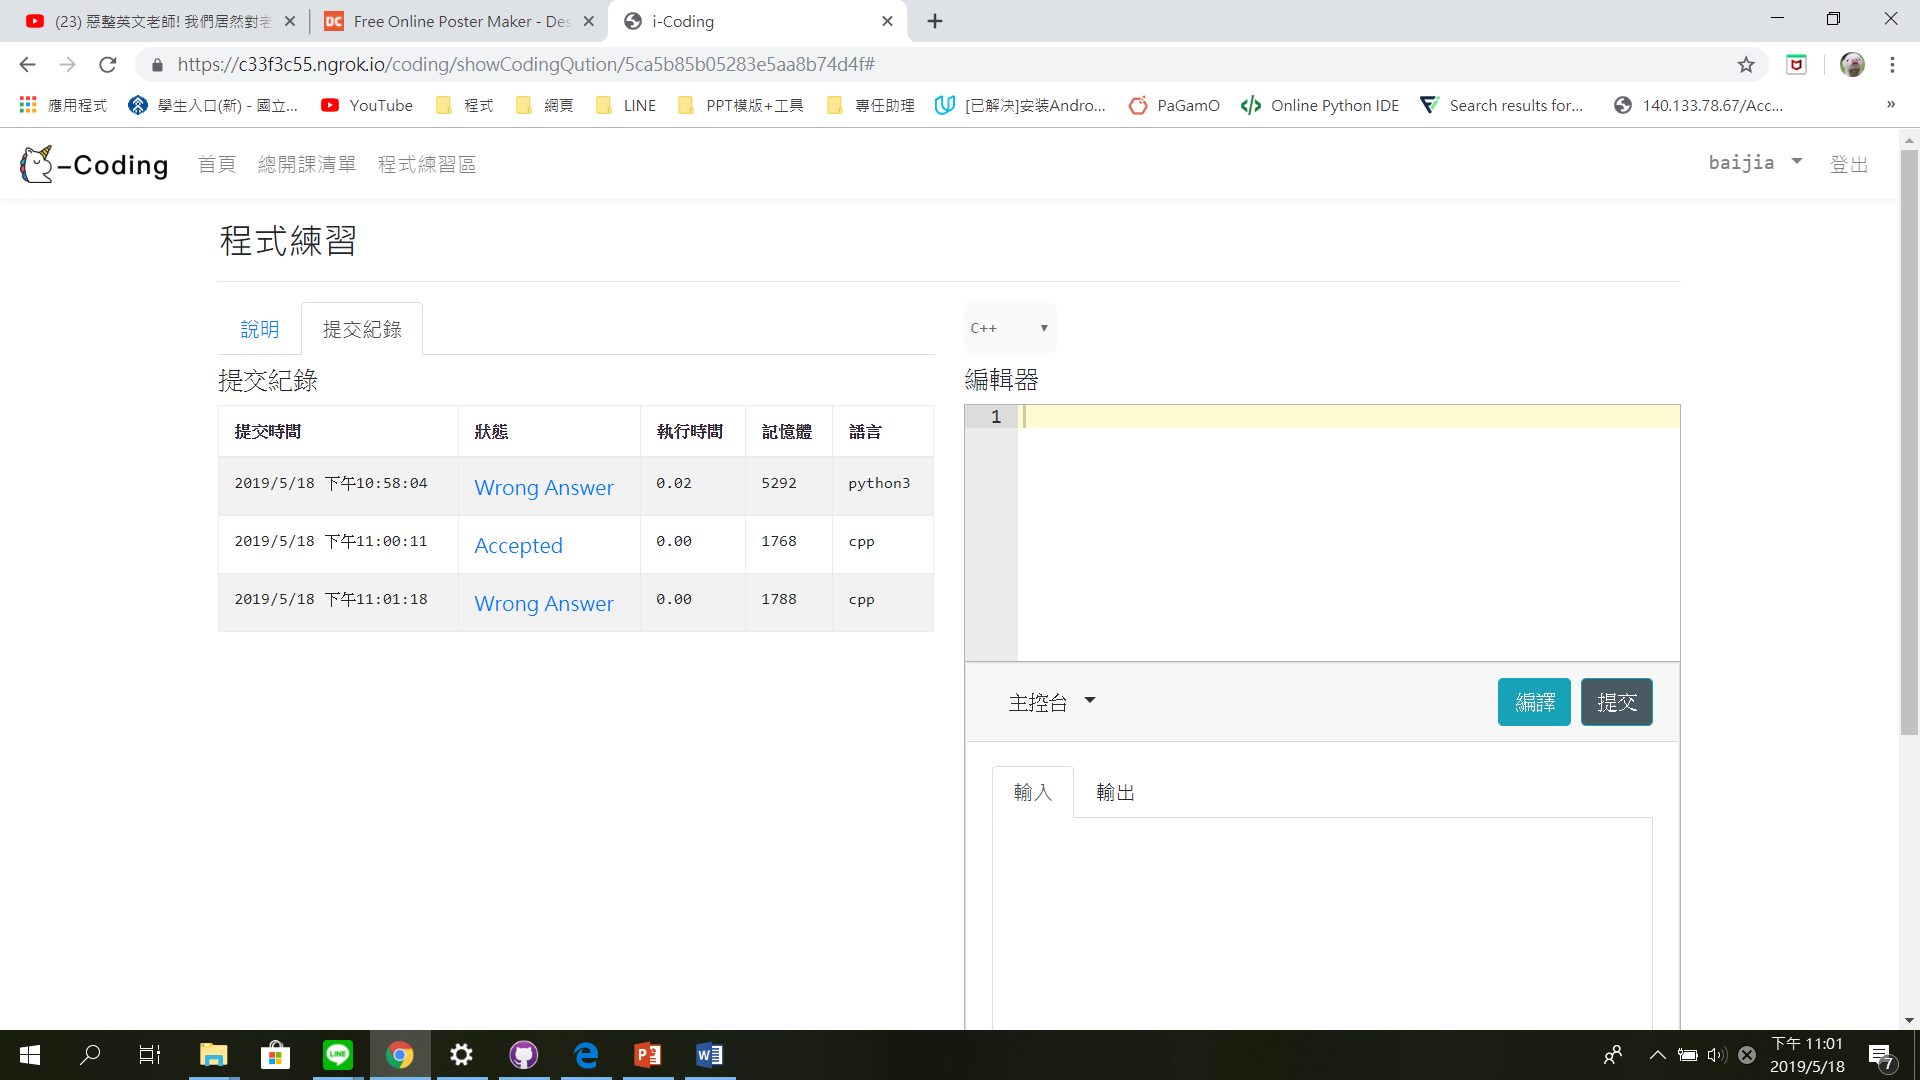 (23) 惡整英文老師! 我們居然對老
Free Online Poster Maker - Des
i-Coding
https://c33f3c55.ngrok.io/coding/showCodingQution/5ca5b85b05283e5aa8b74d4f#
應用程式
學生入口(新) - 國立...
YouTube
程式
網頁
LINE
PPT模版+工具
專任助理
[已解决]安装Andro...
PaGamO
Online Python IDE
Search results for...
140.133.78.67/Acc...
»
-Coding
首頁
總開課清單
程式練習區
baijia
登出
程式練習
說明
提交紀錄
C++
提交紀錄
編輯器
提交時間 狀態 執行時間 記憶體 語言
2019/5/18 下午10:58:04 Wrong Answer 0.02 5292 python3
2019/5/18 下午11:00:11 Accepted 0.00 1768 cpp
2019/5/18 下午11:01:18 Wrong Answer 0.00 1788 cpp
1
主控台
編譯
提交
輸入
輸出
LINE
下午 11:01
2019/5/18
7